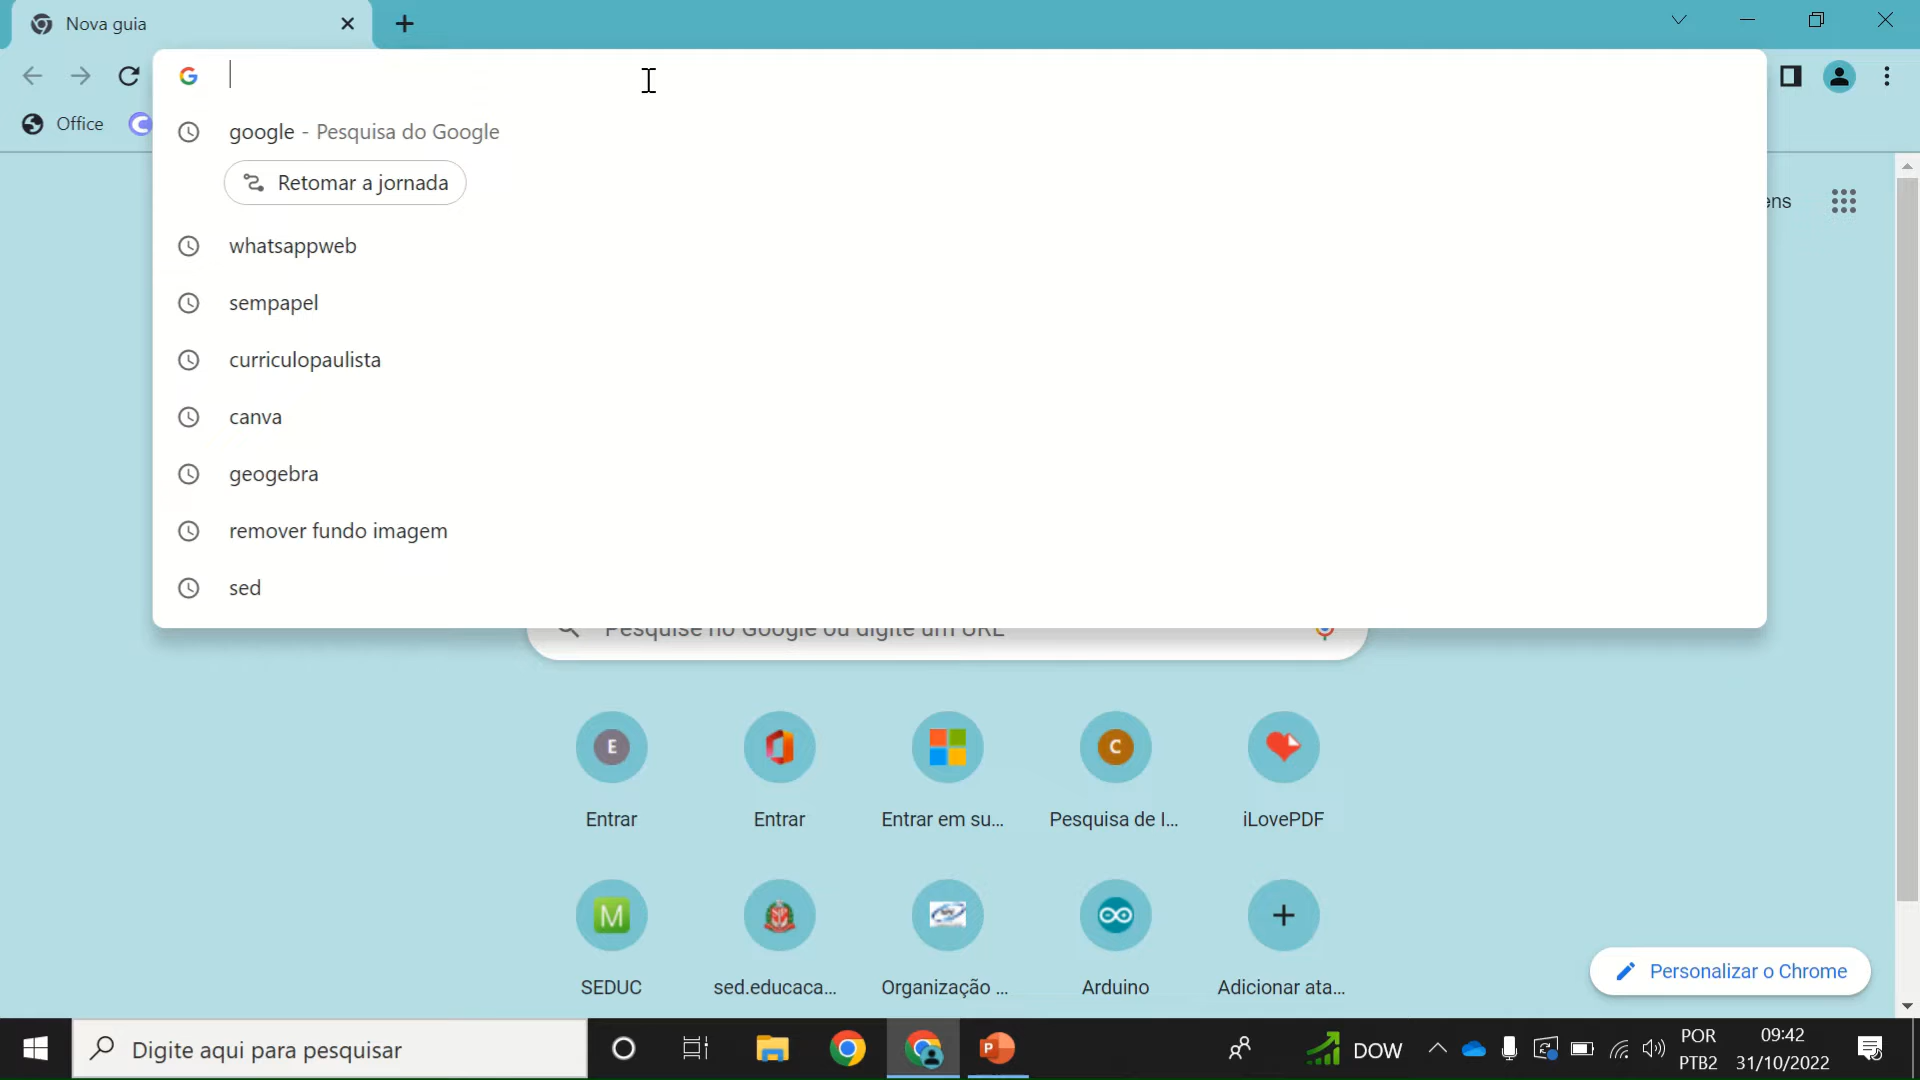 Nova guia
Office
google - Pesquisa do Google
Retomar a jornada
ens
whatsappweb
sempapel
curriculopaulista
canva
geogebra
remover fundo imagem
sed
Pesquise no Google ou digite um URL
E
C
Entrar
Entrar
Entrar em su...
Pesquisa de I...
iLovePDF
M
SEDUC
sed.educaca...
Organização ...
Arduino
Adicionar ata...
Personalizar o Chrome
Digite aqui para pesquisar
DOW
POR
PTB2
09:42
31/10/2022